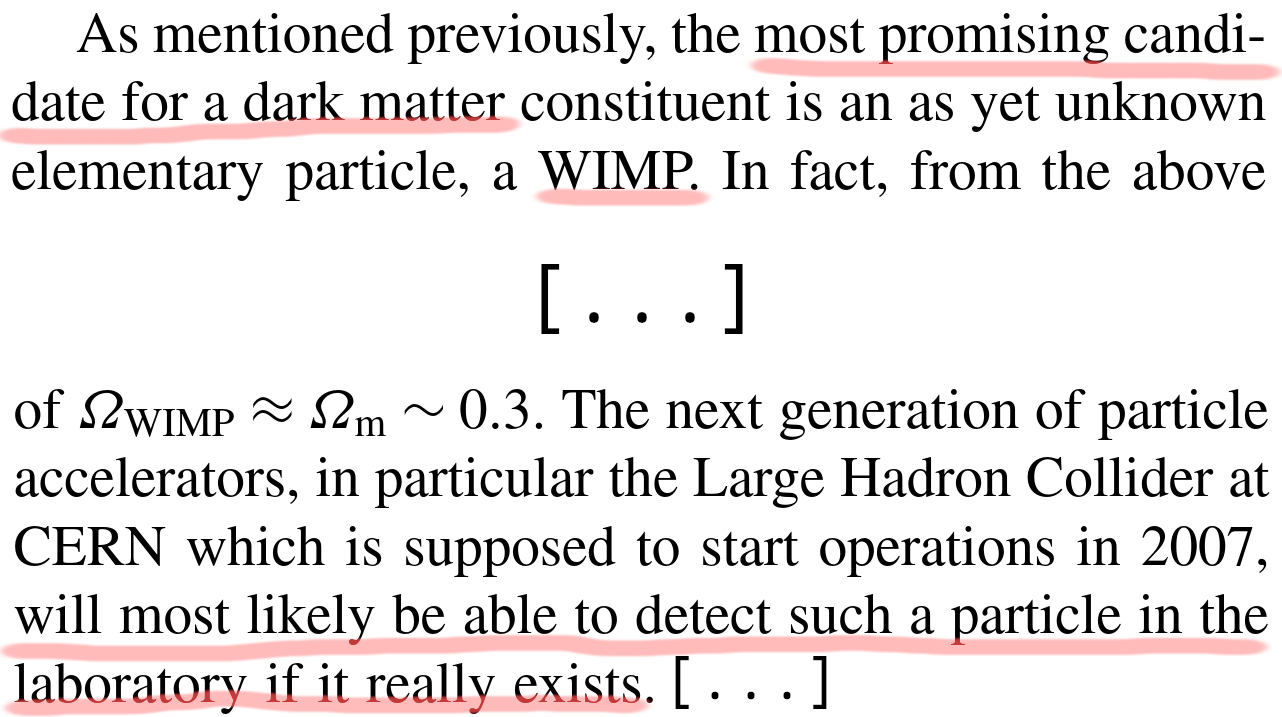 As mentioned previously, the most promising candi-
date for a dark matter constituent is an as yet unknown
elementary particle, a WIMP. In fact, from the above
[...]
of Ω_WIMP ≈ Ω_m ∼ 0.3. The next generation of particle
accelerators, in particular the Large Hadron Collider at
CERN which is supposed to start operations in 2007,
will most likely be able to detect such a particle in the
laboratory if it really exists. [...]